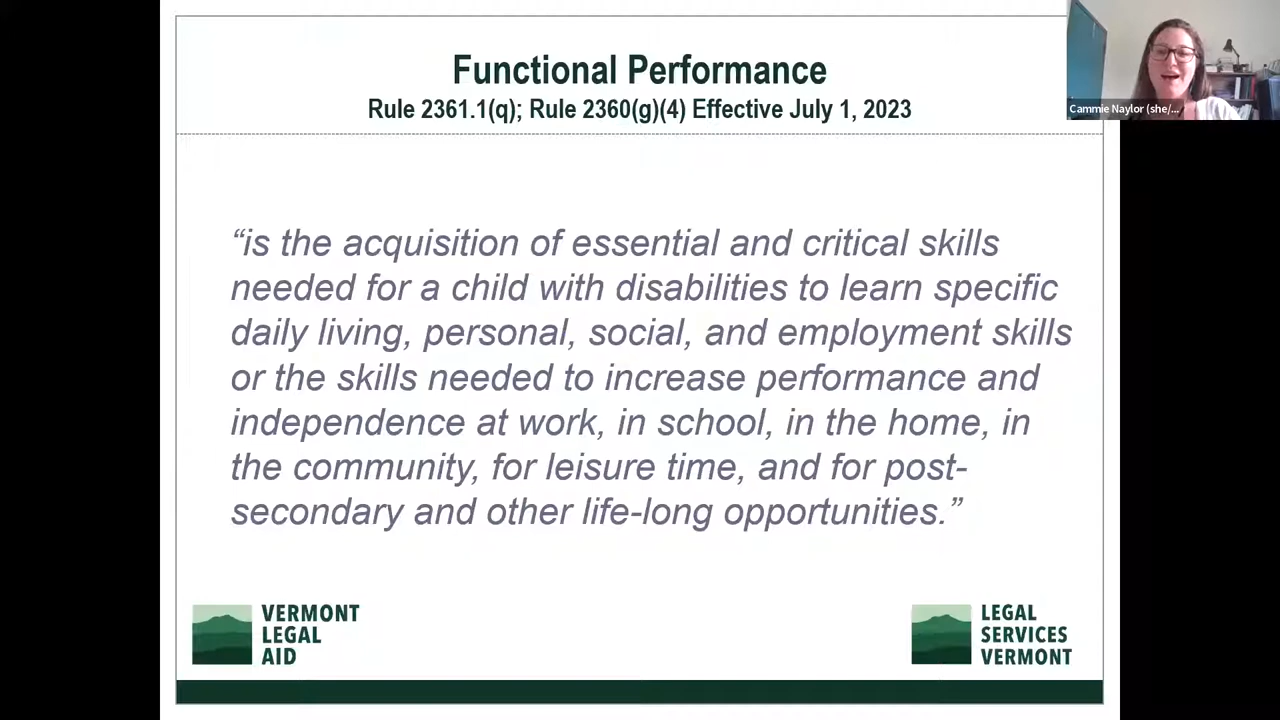 Functional Performance
Rule 2361.1(q); Rule 2360(g)(4) Effective July 1, 2023
Cammie Naylor (she/...
“is the acquisition of essential and critical skills
needed for a child with disabilities to learn specific
daily living, personal, social, and employment skills
or the skills needed to increase performance and
independence at work, in school, in the home, in
the community, for leisure time, and for post-
secondary and other life-long opportunities.”
VERMONT
LEGAL
AID
LEGAL
SERVICES
VERMONT